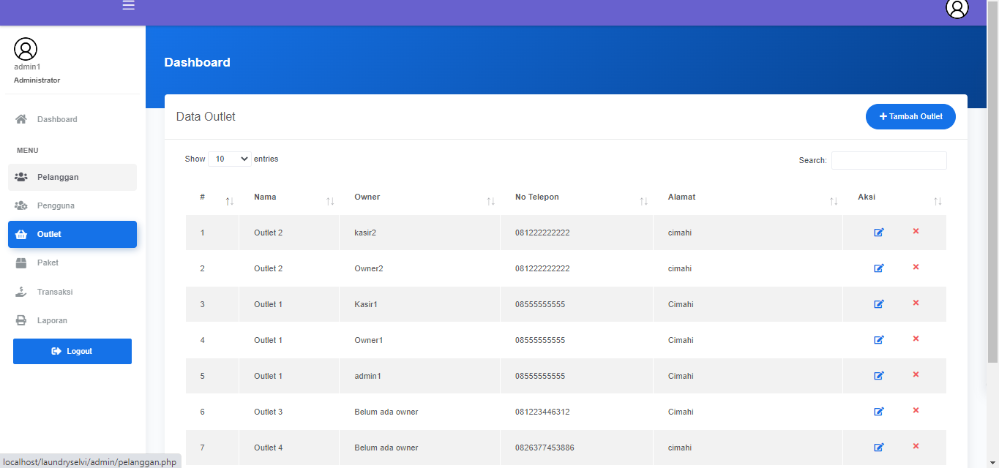 admin1
Administrator
Dashboard
MENU
Pelanggan
Pengguna
Outlet
Paket
Transaksi
Laporan
Logout
Dashboard
Data Outlet
Tambah Outlet
Show 10 entries
Search:
# Nama Owner No Telepon Alamat Aksi
1 Outlet 2 kasir2 081222222222 cimahi
2 Outlet 2 Owner2 081222222222 cimahi
3 Outlet 1 Kasir1 08555555555 Cimahi
4 Outlet 1 Owner1 08555555555 Cimahi
5 Outlet 1 admin1 08555555555 Cimahi
6 Outlet 3 Belum ada owner 081223446312 Cimahi
7 Outlet 4 Belum ada owner 0826377453886 cimahi
localhost/laundryselvi/admin/pelanggan.php